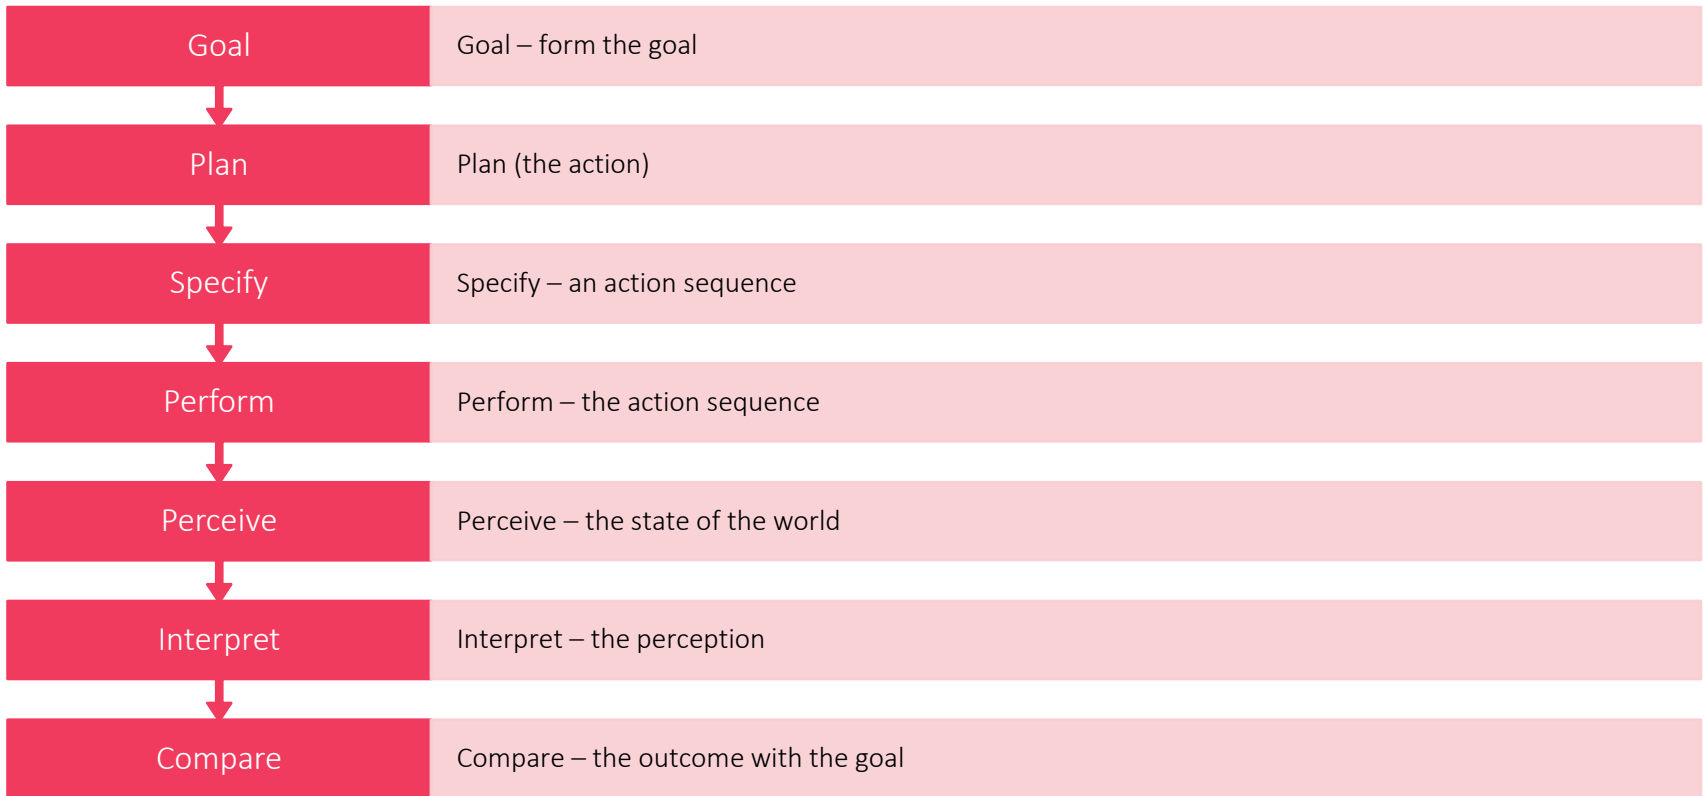 Goal
Goal – form the goal
Plan
Plan (the action)
Specify
Specify – an action sequence
Perform
Perform – the action sequence
Perceive
Perceive – the state of the world
Interpret
Interpret – the perception
Compare
Compare – the outcome with the goal